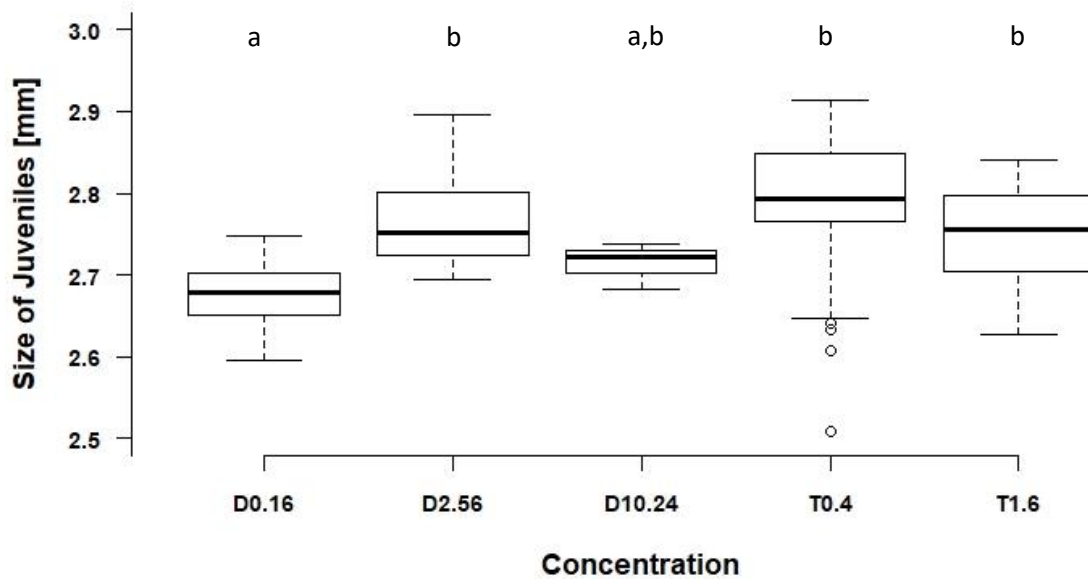 3.0
a b a,b b b
2.9
2.8
2.7
2.6
2.5
Size of Juveniles [mm]
D0.16 D2.56 D10.24 T0.4 T1.6
Concentration